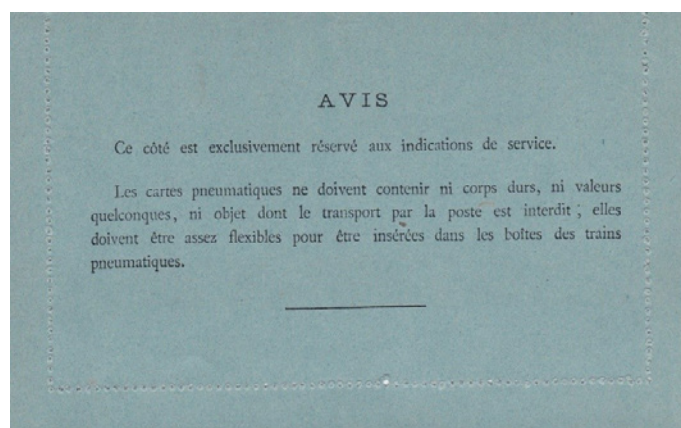 AVIS
Ce côté est exclusivement réservé aux indications de service.
Les cartes pneumatiques ne doivent contenir ni corps durs, ni valeurs
quelconques, ni objet dont le transport par la poste est interdit ; elles
doivent être assez flexibles pour être insérées dans les boîtes des trains
pneumatiques.